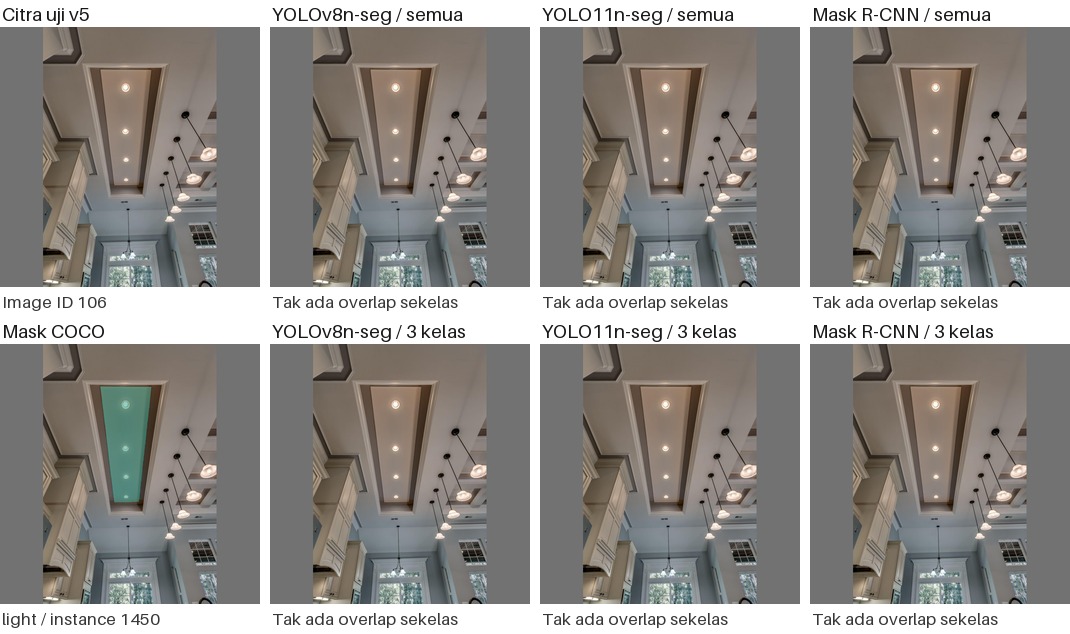 Citra uji v5
YOLOv8n-seg / semua
YOLO11n-seg / semua
Mask R-CNN / semua
Image ID 106
Tak ada overlap sekelas
Tak ada overlap sekelas
Tak ada overlap sekelas
Mask COCO
YOLOv8n-seg / 3 kelas
YOLO11n-seg / 3 kelas
Mask R-CNN / 3 kelas
light / instance 1450
Tak ada overlap sekelas
Tak ada overlap sekelas
Tak ada overlap sekelas